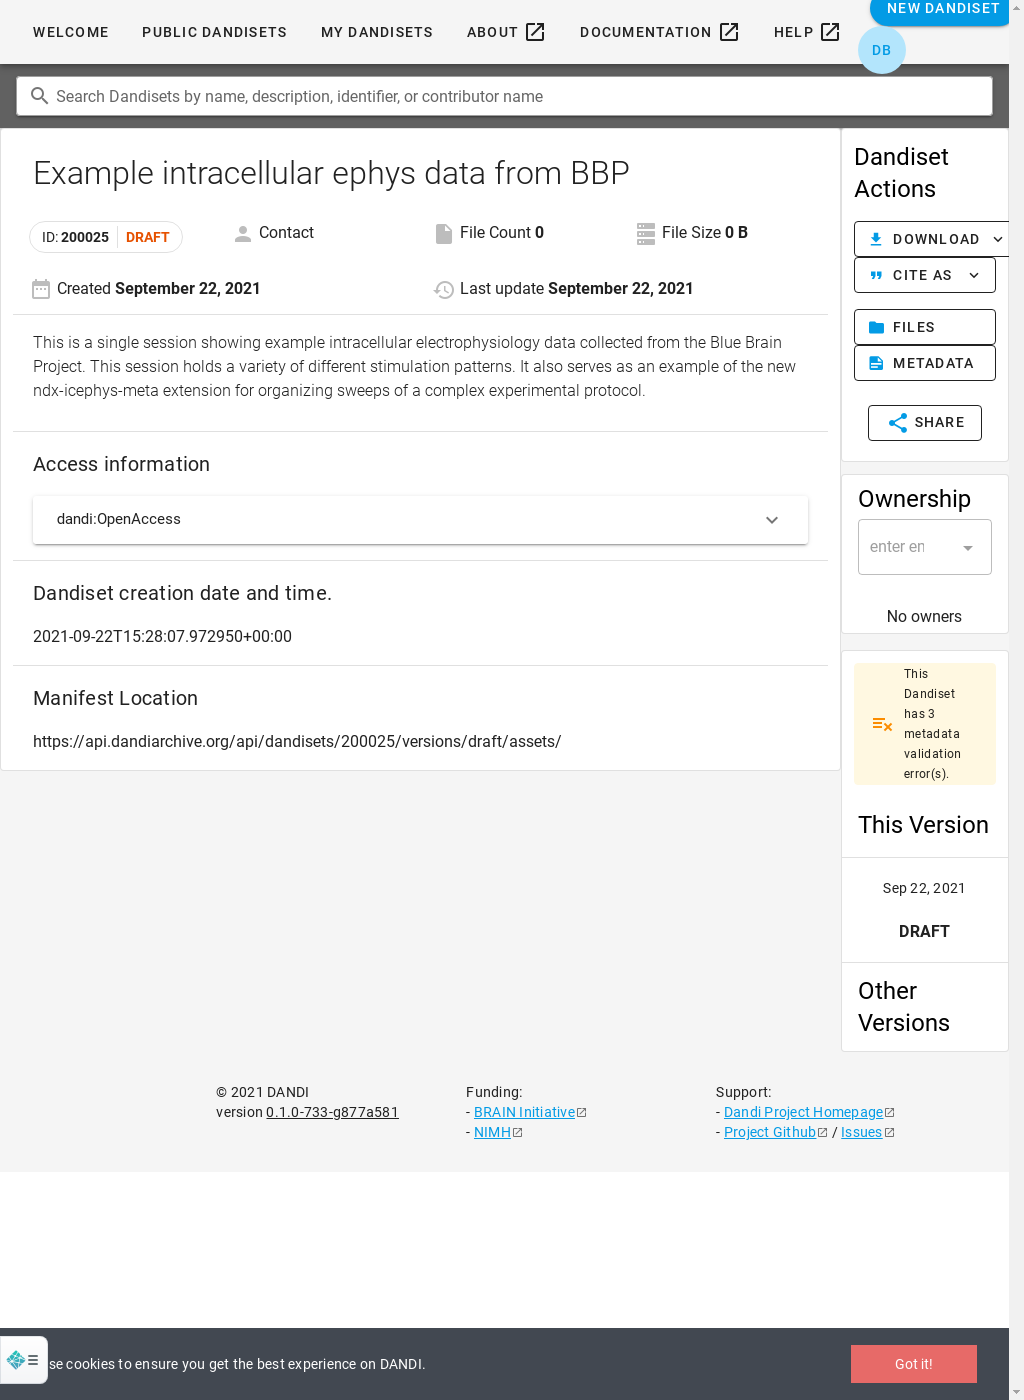 WELCOME PUBLIC DANDISETS MY DANDISETS ABOUT DOCUMENTATION HELP NEW DANDISET
DB
Search Dandisets by name, description, identifier, or contributor name
Example intracellular ephys data from BBP
ID: 200025 DRAFT Contact File Count 0 File Size 0 B
Created September 22, 2021 Last update September 22, 2021
This is a single session showing example intracellular electrophysiology data collected from the Blue Brain
Project. This session holds a variety of different stimulation patterns. It also serves as an example of the new
ndx-icephys-meta extension for organizing sweeps of a complex experimental protocol.
Access information
dandi:OpenAccess
Dandiset creation date and time.
2021-09-22T15:28:07.972950+00:00
Manifest Location
https://api.dandiarchive.org/api/dandisets/200025/versions/draft/assets/
Dandiset
Actions
DOWNLOAD
CITE AS
FILES
METADATA
SHARE
Ownership
enter en
No owners
This
Dandiset
has 3
metadata
validation
error(s).
This Version
Sep 22, 2021
DRAFT
Other
Versions
© 2021 DANDI
version 0.1.0-733-g877a581
Funding:
- BRAIN Initiative
- NIMH
Support:
- Dandi Project Homepage
- Project Github / Issues
se cookies to ensure you get the best experience on DANDI.
Got it!